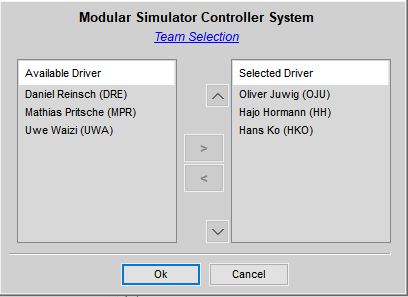 Modular Simulator Controller System
Team Selection
Available Driver
Daniel Reinsch (DRE)
Mathias Pritsche (MPR)
Uwe Waizi (UWA)
>
<
Selected Driver
Oliver Juwig (OJU)
Hajo Hormann (HH)
Hans Ko (HKO)
Ok
Cancel